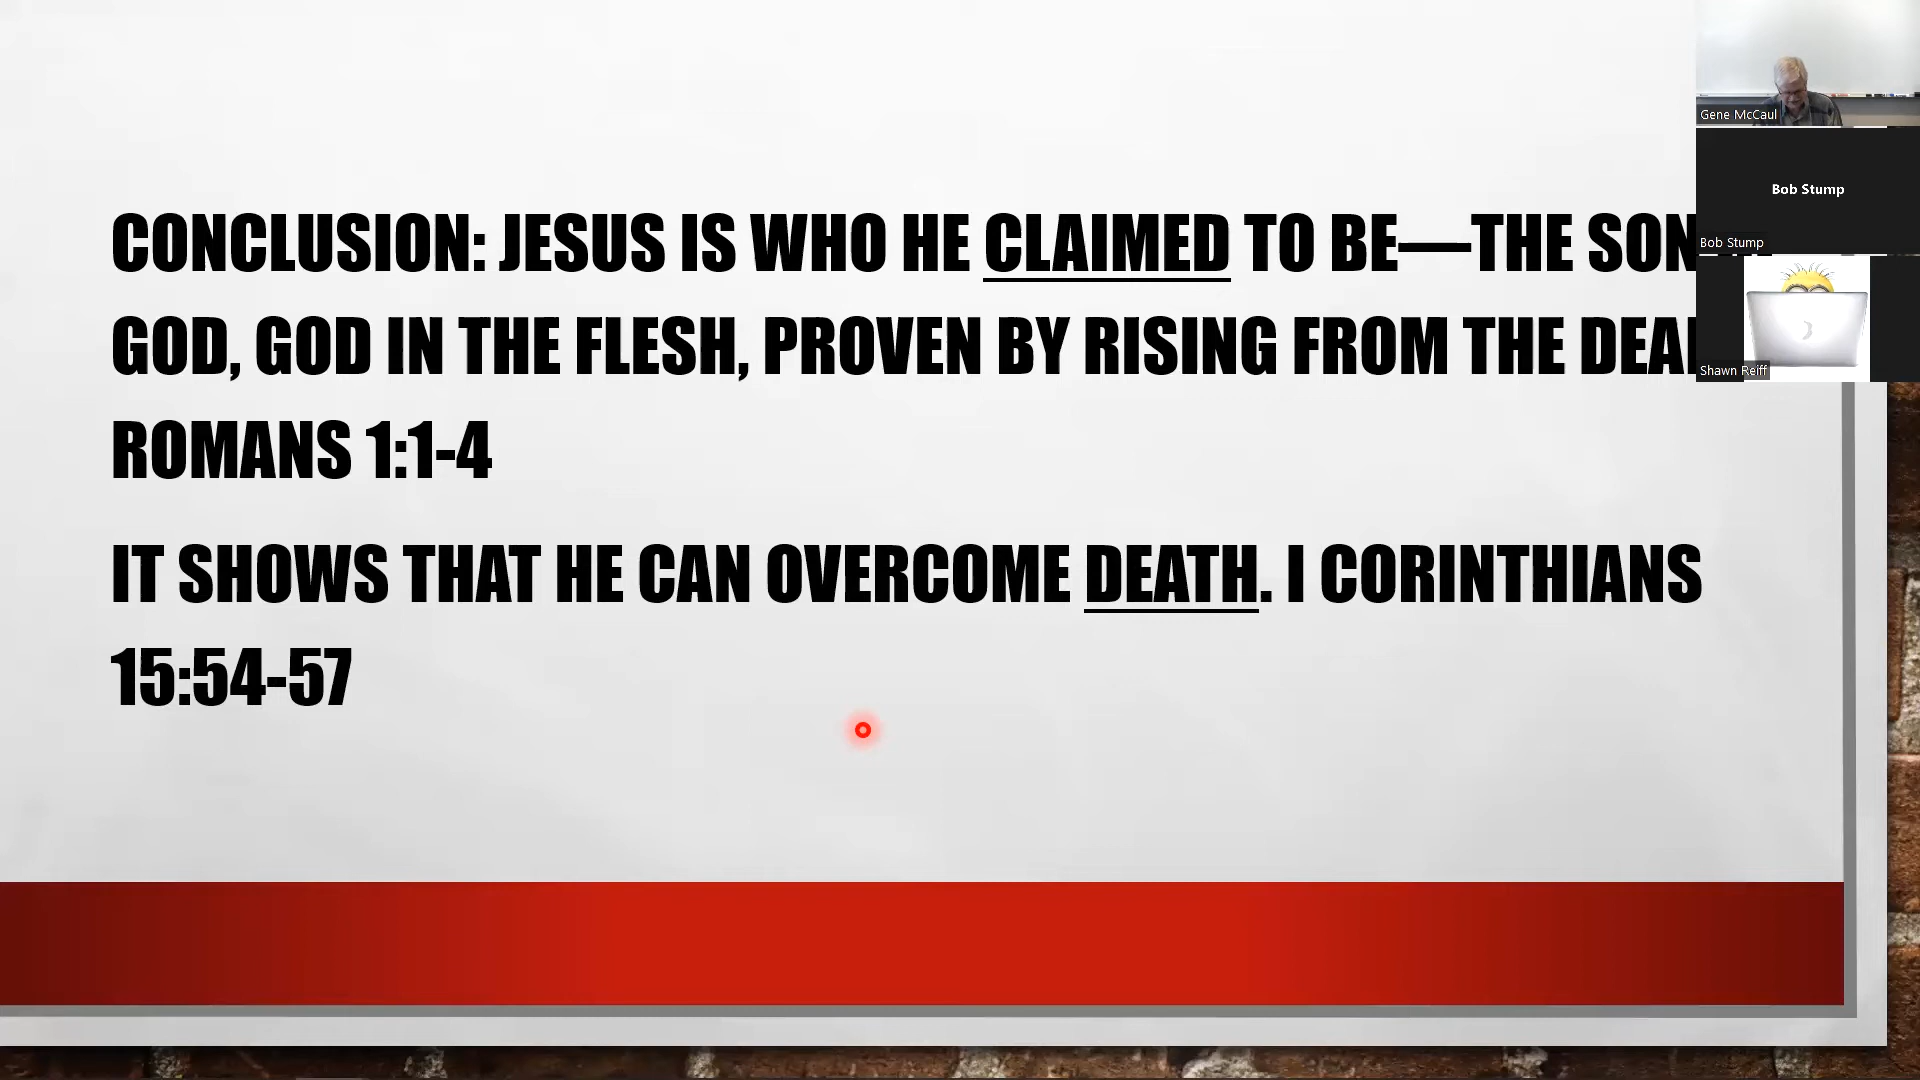 CONCLUSION: JESUS IS WHO HE CLAIMED TO BE—THE SON
GOD, GOD IN THE FLESH, PROVEN BY RISING FROM THE
ROMANS 1:1-4
IT SHOWS THAT HE CAN OVERCOME DEATH. I CORINTHIANS
15:54-57
Gene McCaul
Bob Stump
Bob Stump
Shawn Reiff